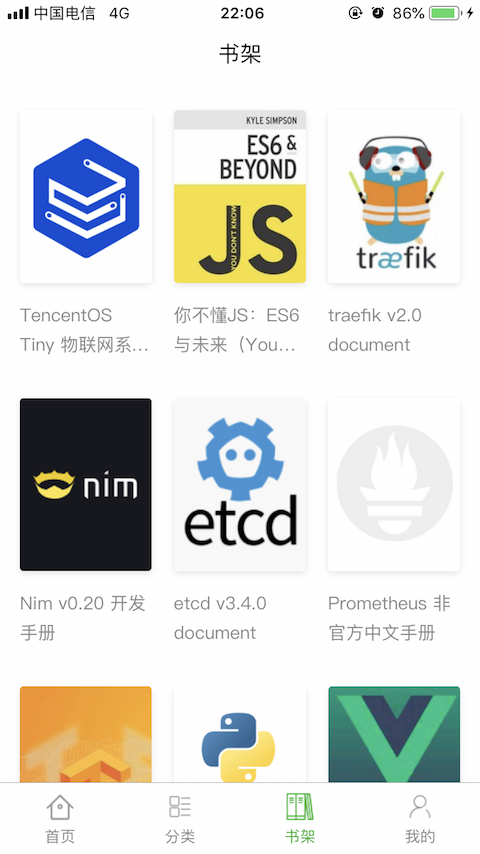 中国电信 4G 22:06 86%
书架
KYLE SIMPSON
ES6 &
BEYOND
YOU DON'T KNOW
JS
træfik
TencentOS
Tiny 物联网系...
你不懂JS：ES6
与未来（You...
traefik v2.0
document
nim
etcd
Nim v0.20 开发
手册
etcd v3.4.0
document
Prometheus 非
官方中文手册
首页 分类 书架 我的